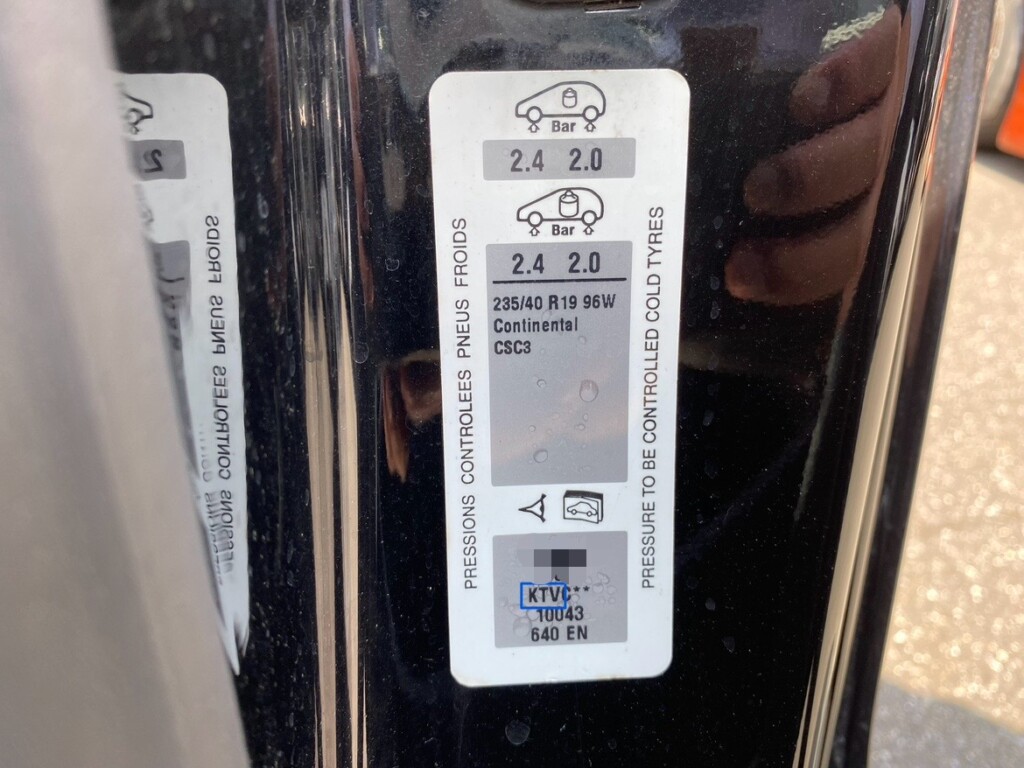 Bar
2.4 2.0
Bar
2.4 2.0
235/40 R19 96W
Continental
CSC3
PRESSIONS CONTROLEES PNEUS FROIDS
PRESSURE TO BE CONTROLLED COLD TYRES
KTVC**
10043
640 EN